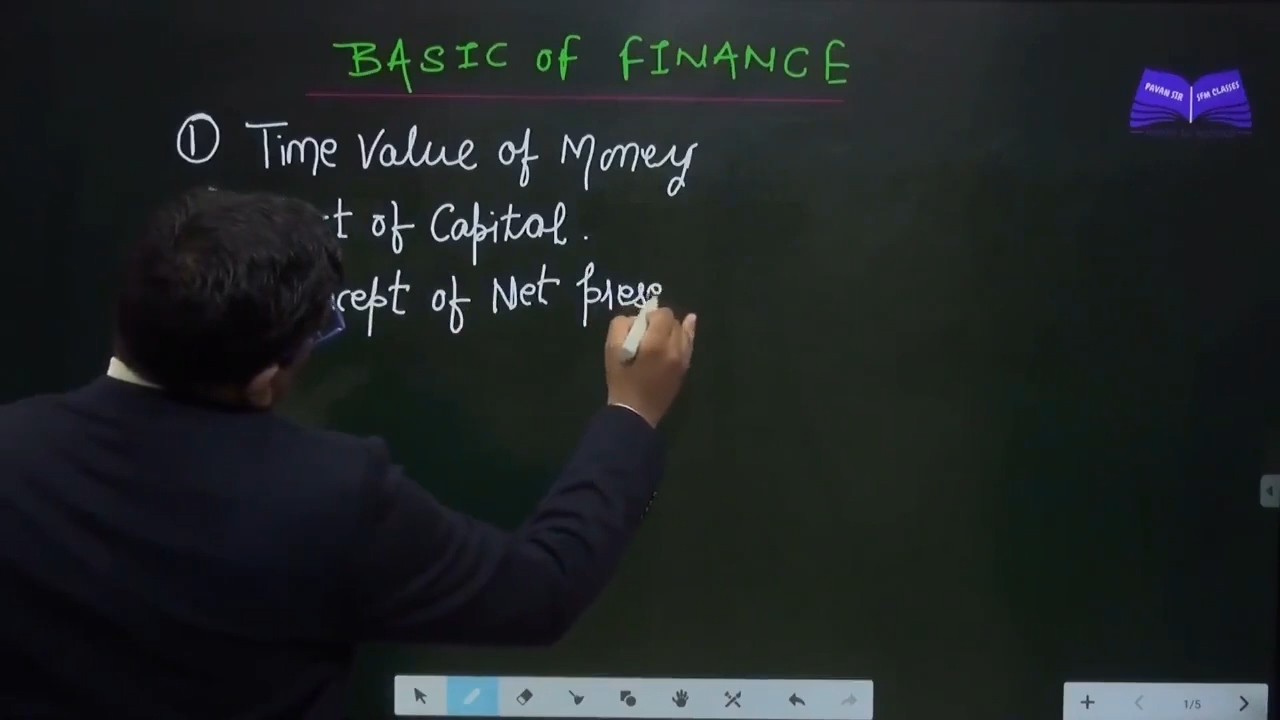 BASIC of FINANCE
① Time Value of Money
t of Capital.
cept of Net prese
PAVAN SIR SFM CLASSES
1/5